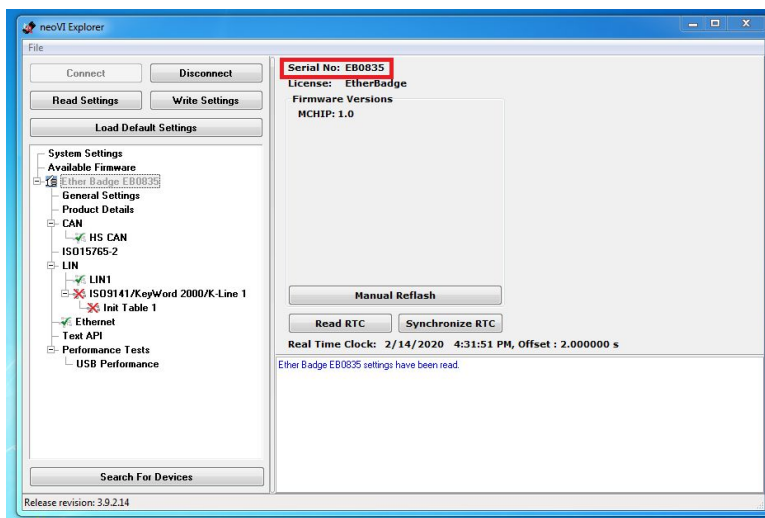 neoVI Explorer
File
Connect
Disconnect
Read Settings
Write Settings
Load Default Settings
System Settings
Available Firmware
Ether Badge EB0835
General Settings
Product Details
CAN
HS CAN
ISO15765-2
LIN
LIN1
ISO9141/KeyWord 2000/K-Line 1
Init Table 1
Ethernet
Text API
Performance Tests
USB Performance
Search For Devices
Serial No: EB0835
License: EtherBadge
Firmware Versions
MCHIP: 1.0
Manual Reflash
Read RTC
Synchronize RTC
Real Time Clock: 2/14/2020 4:31:51 PM, Offset : 2.000000 s
Ether Badge EB0835 settings have been read.
Release revision: 3.9.2.14